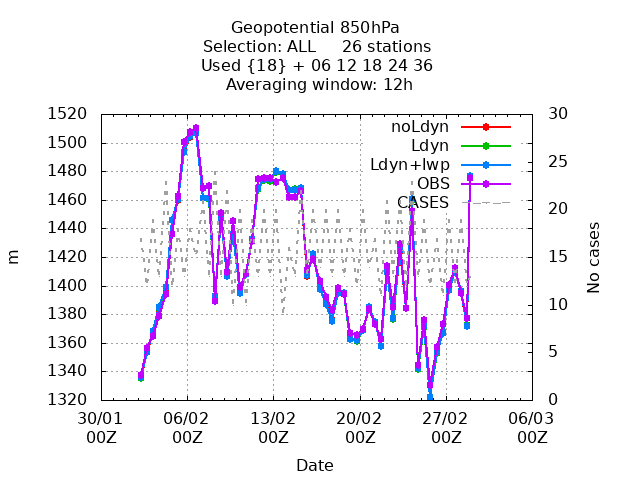 Geopotential 850hPa
Selection: ALL 26 stations
Used {18} + 06 12 18 24 36
Averaging window: 12h
1520
1500
1480
1460
1440
1420
1400
1380
1360
1340
1320
m
30
25
20
15
10
5
0
No cases
noLdyn
Ldyn
Ldyn+lwp
OBS
CASES
30/01 06/02 13/02 20/02 27/02 06/03
00Z 00Z 00Z 00Z 00Z 00Z
Date